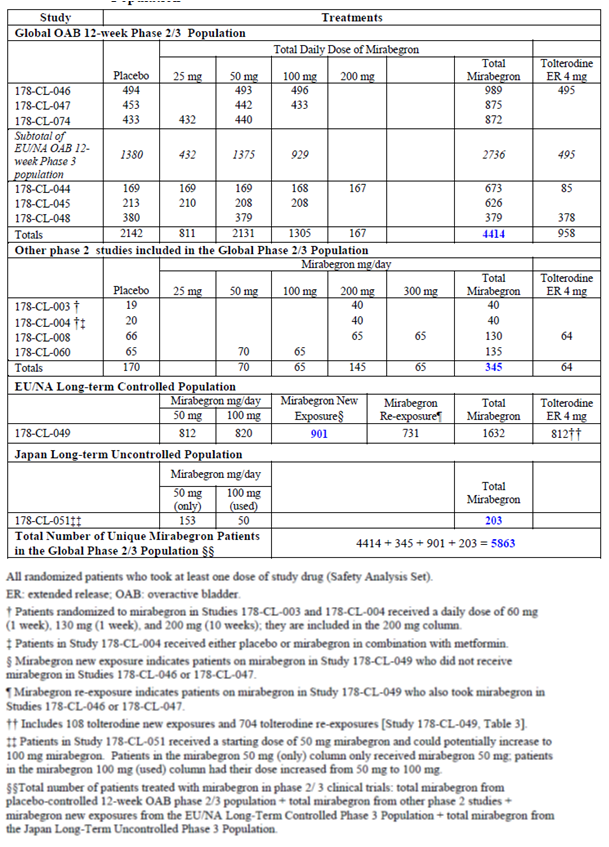 Study Treatments
Global OAB 12-week Phase 2/3 Population
Total Daily Dose of Mirabegron
Placebo 25 mg 50 mg 100 mg 200 mg Total Mirabegron Tolterodine ER 4 mg
178-CL-046 494 493 496 989 495
178-CL-047 453 442 433 875
178-CL-074 433 432 440 872
Subtotal of
EU/NA OAB 12-
week Phase 3
population 1380 432 1375 929 2736 495
178-CL-044 169 169 169 168 167 673 85
178-CL-045 213 210 208 208 626
178-CL-048 380 379 379 378
Totals 2142 811 2131 1305 167 4414 958
Other phase 2 studies included in the Global Phase 2/3 Population
Mirabegron mg/day
Placebo 25 mg 50 mg 100 mg 200 mg 300 mg Total Mirabegron Tolterodine ER 4 mg
178-CL-003 † 19 40 40
178-CL-004 †‡ 20 40 40
178-CL-008 66 65 65 130 64
178-CL-060 65 70 65 135
Totals 170 70 65 145 65 345 64
EU/NA Long-term Controlled Population
Mirabegron mg/day Mirabegron New Exposure§ Mirabegron Re-exposure¶ Total Mirabegron Tolterodine ER 4 mg
50 mg 100 mg
178-CL-049 812 820 901 731 1632 812††
Japan Long-term Uncontrolled Population
Mirabegron mg/day
50 mg (only) 100 mg (used) Total Mirabegron
178-CL-051‡‡ 153 50 203
Total Number of Unique Mirabegron Patients
in the Global Phase 2/3 Population §§ 4414 + 345 + 901 + 203 = 5863
All randomized patients who took at least one dose of study drug (Safety Analysis Set).
ER: extended release; OAB: overactive bladder.
† Patients randomized to mirabegron in Studies 178-CL-003 and 178-CL-004 received a daily dose of 60 mg
(1 week), 130 mg (1 week), and 200 mg (10 weeks); they are included in the 200 mg column.
‡ Patients in Study 178-CL-004 received either placebo or mirabegron in combination with metformin.
§ Mirabegron new exposure indicates patients on mirabegron in Study 178-CL-049 who did not receive
mirabegron in Studies 178-CL-046 or 178-CL-047.
¶ Mirabegron re-exposure indicates patients on mirabegron in Study 178-CL-049 who also took mirabegron in
Studies 178-CL-046 or 178-CL-047.
†† Includes 108 tolterodine new exposures and 704 tolterodine re-exposures [Study 178-CL-049, Table 3].
‡‡ Patients in Study 178-CL-051 received a starting dose of 50 mg mirabegron and could potentially increase to
100 mg mirabegron. Patients in the mirabegron 50 mg (only) column only received mirabegron 50 mg; patients
in the mirabegron 100 mg (used) column had their dose increased from 50 mg to 100 mg.
§§Total number of patients treated with mirabegron in phase 2/ 3 clinical trials: total mirabegron from
placebo-controlled 12-week OAB phase 2/3 population + total mirabegron from other phase 2 studies +
mirabegron new exposures from the EU/NA Long-Term Controlled Phase 3 Population + total mirabegron from
the Japan Long-Term Uncontrolled Phase 3 Population.